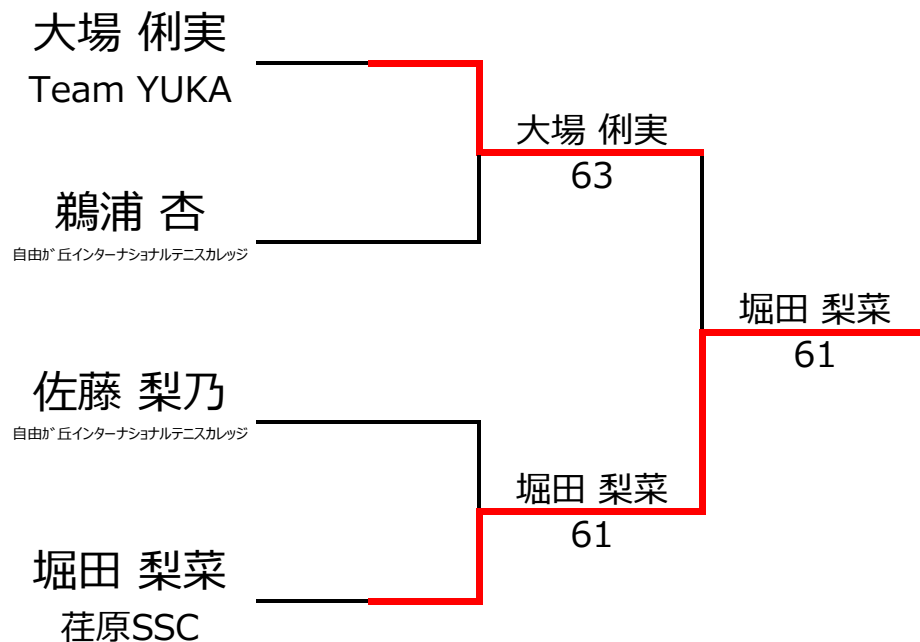 大場 俐実
Team YUKA
鵜浦 杏
自由が丘インターナショナルテニスカレッジ
佐藤 梨乃
自由が丘インターナショナルテニスカレッジ
堀田 梨菜
荏原SSC
大場 俐実
63
堀田 梨菜
61
堀田 梨菜
61